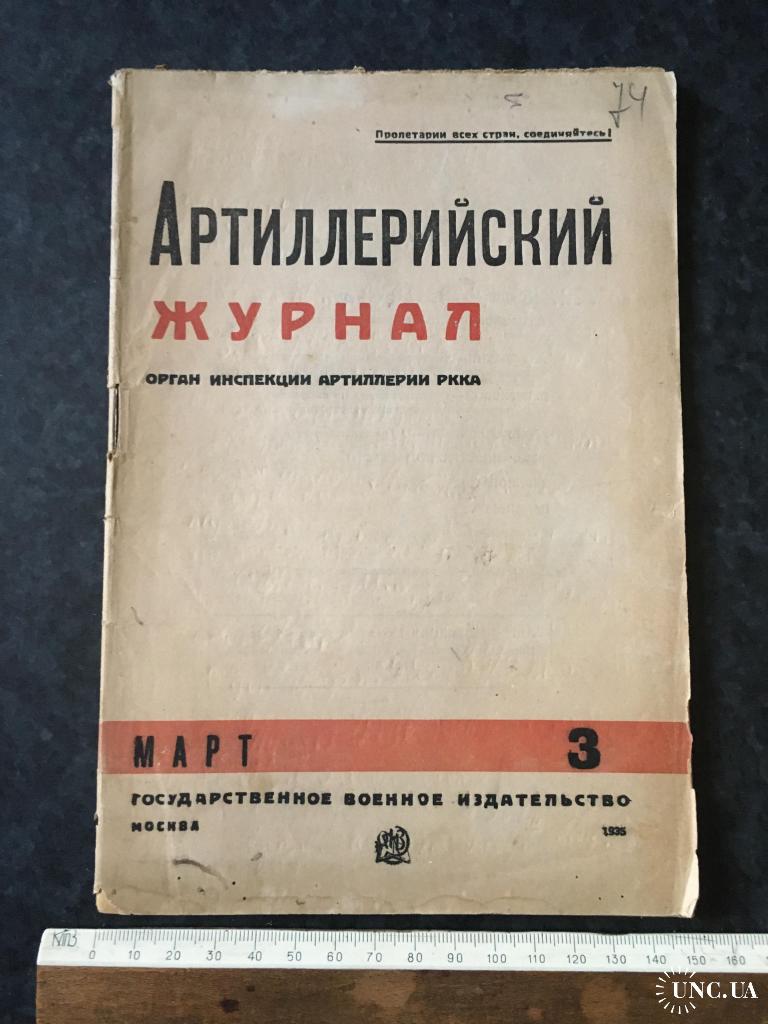 74
Пролетарии всех стран, соединяйтесь!
АРТИЛЛЕРИЙСКИЙ
ЖУРНАЛ
ОРГАН ИНСПЕКЦИИ АРТИЛЛЕРИИ РККА
МАРТ 3
ГОСУДАРСТВЕННОЕ ВОЕННОЕ ИЗДАТЕЛЬСТВО
МОСКВА 1935
0 10 20 30 40 50 60 70 80 90 100 110 120 130 140 150 160
UNC.UA